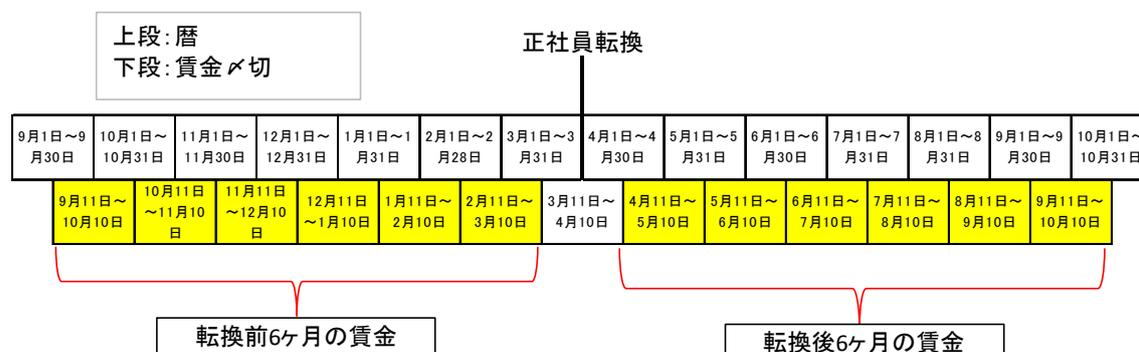 上段：暦
下段：賃金〆切
正社員転換
9月1日～9
月30日
10月1日～
10月31日
11月1日～
11月30日
12月1日～
12月31日
1月1日～1
月31日
2月1日～2
月28日
3月1日～3
月31日
4月1日～4
月30日
5月1日～5
月31日
6月1日～6
月30日
7月1日～7
月31日
8月1日～8
月31日
9月1日～9
月30日
10月1日～
10月31日
9月11日～
10月10日
10月11日
～11月10
日
11月11日
～12月10
日
12月11日
～1月10日
1月11日～
2月10日
2月11日～
3月10日
3月11日～
4月10日
4月11日～
5月10日
5月11日～
6月10日
6月11日～
7月10日
7月11日～
8月10日
8月11日～
9月10日
9月11日～
10月10日
転換前6ヶ月の賃金
転換後6ヶ月の賃金